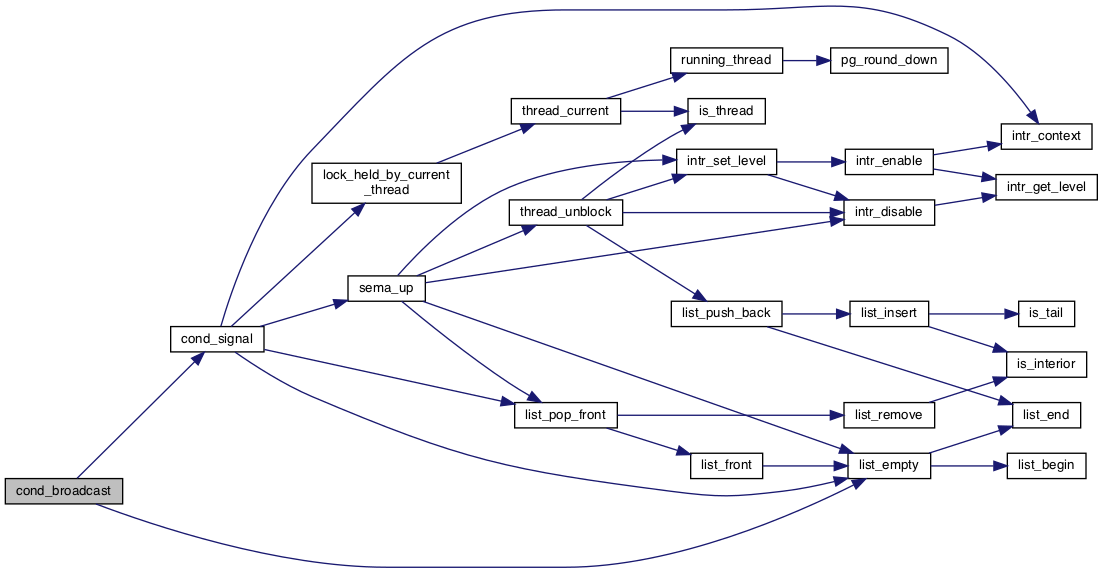 running_thread
pg_round_down
thread_current
is_thread
intr_context
lock_held_by_current
_thread
intr_set_level
intr_enable
intr_get_level
thread_unblock
intr_disable
sema_up
list_push_back
list_insert
is_tail
cond_signal
is_interior
list_pop_front
list_remove
list_end
list_front
list_empty
list_begin
cond_broadcast